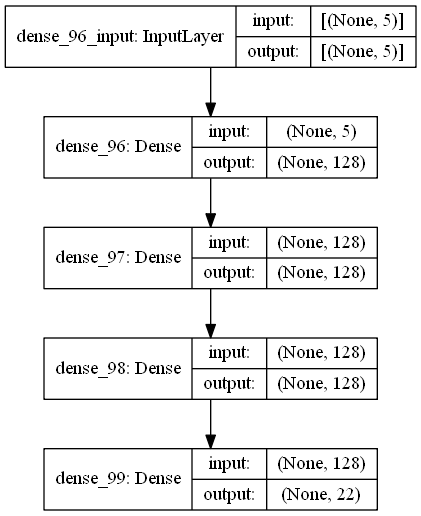 dense_96_input: InputLayer
input: [(None, 5)]
output: [(None, 5)]
dense_96: Dense
input: (None, 5)
output: (None, 128)
dense_97: Dense
input: (None, 128)
output: (None, 128)
dense_98: Dense
input: (None, 128)
output: (None, 128)
dense_99: Dense
input: (None, 128)
output: (None, 22)